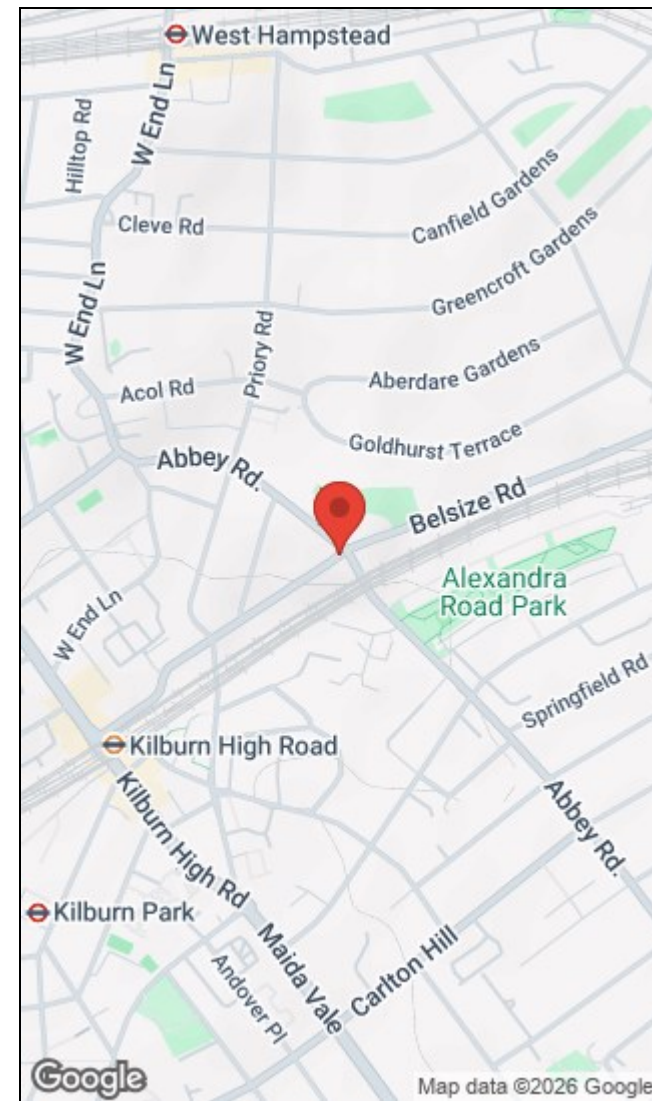 West Hampstead
W End Ln
Hilltop Rd
Canfield Gardens
Cleve Rd
Greencroft Gardens
W End Ln
Priory Rd
Aberdare Gardens
Acol Rd
Goldhurst Terrace
Abbey Rd.
Belsize Rd
Alexandra
Road Park
W End Ln
Springfield Rd
Kilburn High Road
Abbey Rd.
Kilburn High Rd
Kilburn Park
Maida Vale
Carlton Hill
Andover Pl
Google
Map data ©2026 Google